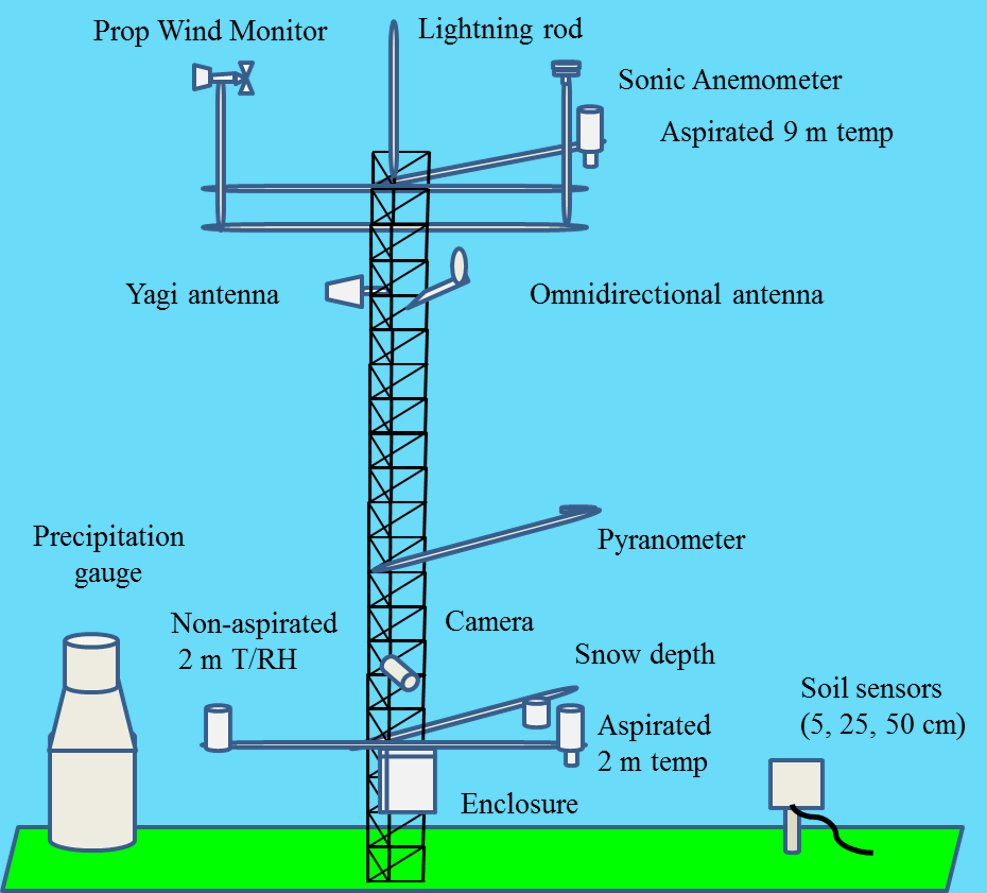 Prop Wind Monitor
Lightning rod
Sonic Anemometer
Aspirated 9 m temp
Yagi antenna
Omnidirectional antenna
Precipitation
gauge
Pyranometer
Non-aspirated
2 m T/RH
Camera
Snow depth
Aspirated
2 m temp
Soil sensors
(5, 25, 50 cm)
Enclosure